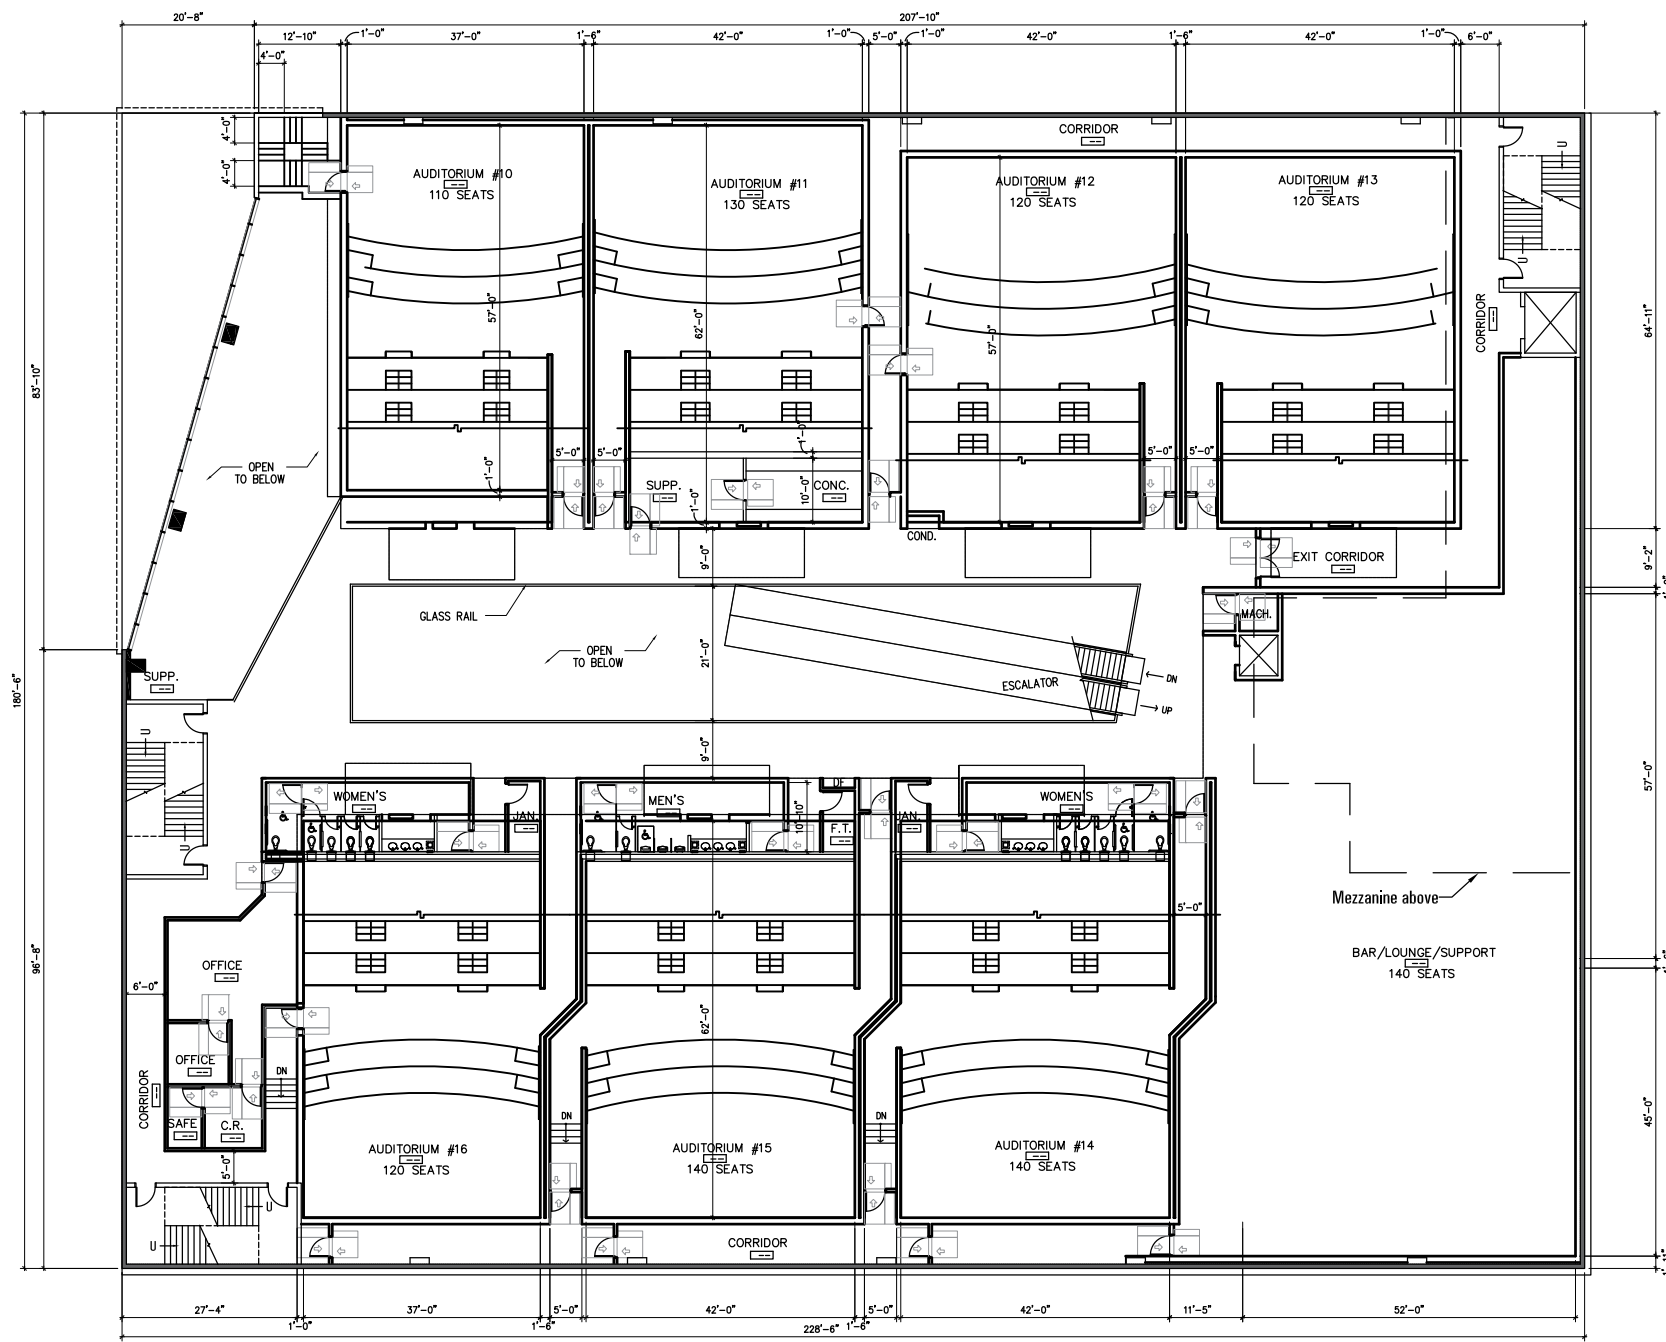 20'-8"
207'-10"
12'-10"
1'-0"
37'-0"
1'-6"
42'-0"
1'-0"
5'-0"
1'-0"
42'-0"
1'-6"
42'-0"
1'-0"
6'-0"
4'-0"
4'-0"
4'-0"
CORRIDOR
AUDITORIUM #10
110 SEATS
AUDITORIUM #11
130 SEATS
AUDITORIUM #12
120 SEATS
AUDITORIUM #13
120 SEATS
U
U
CORRIDOR
64'-11"
83'-10"
57'-0"
62'-0"
57'-0"
5'-0"
5'-0"
1'-0"
5'-0"
5'-0"
OPEN
TO BELOW
1'-0"
SUPP.
10'-0"
CONC.
1'-0"
COND.
EXIT CORRIDOR
9'-0"
9'-2"
GLASS RAIL
MACH.
OPEN
TO BELOW
21'-0"
ESCALATOR
DN
UP
SUPP.
180'-6"
U
U
9'-0"
57'-0"
WOMEN'S
JAN.
MEN'S
10'-10"
F.T.
JAN.
WOMEN'S
Mezzanine above
5'-0"
96'-8"
OFFICE
6'-0"
BAR/LOUNGE/SUPPORT
140 SEATS
62'-0"
OFFICE
DN
CORRIDOR
SAFE
C.R.
DN
DN
45'-0"
AUDITORIUM #16
120 SEATS
AUDITORIUM #15
140 SEATS
AUDITORIUM #14
140 SEATS
5'-0"
U
U
CORRIDOR
27'-4"
1'-0"
37'-0"
1'-6"
5'-0"
42'-0"
1'-6"
5'-0"
42'-0"
11'-5"
52'-0"
228'-6"